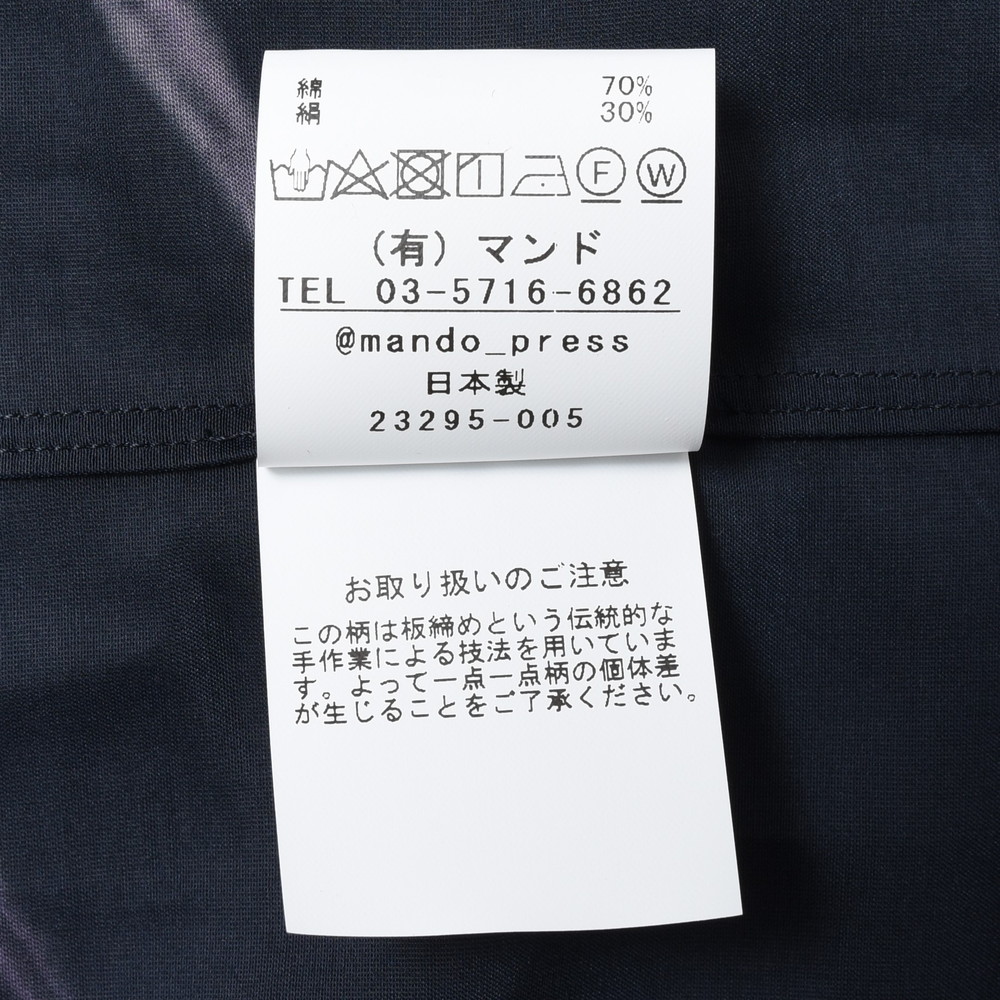 綿 70%
絹 30%
F W
(有)マンド
TEL 03-5716-6862
@mando_press
日本製
23295-005
お取り扱いのご注意
この柄は板締めという伝統的な
手作業による技法を用いていま
す。よって一点一点柄の個体差
が生じることをご了承ください。